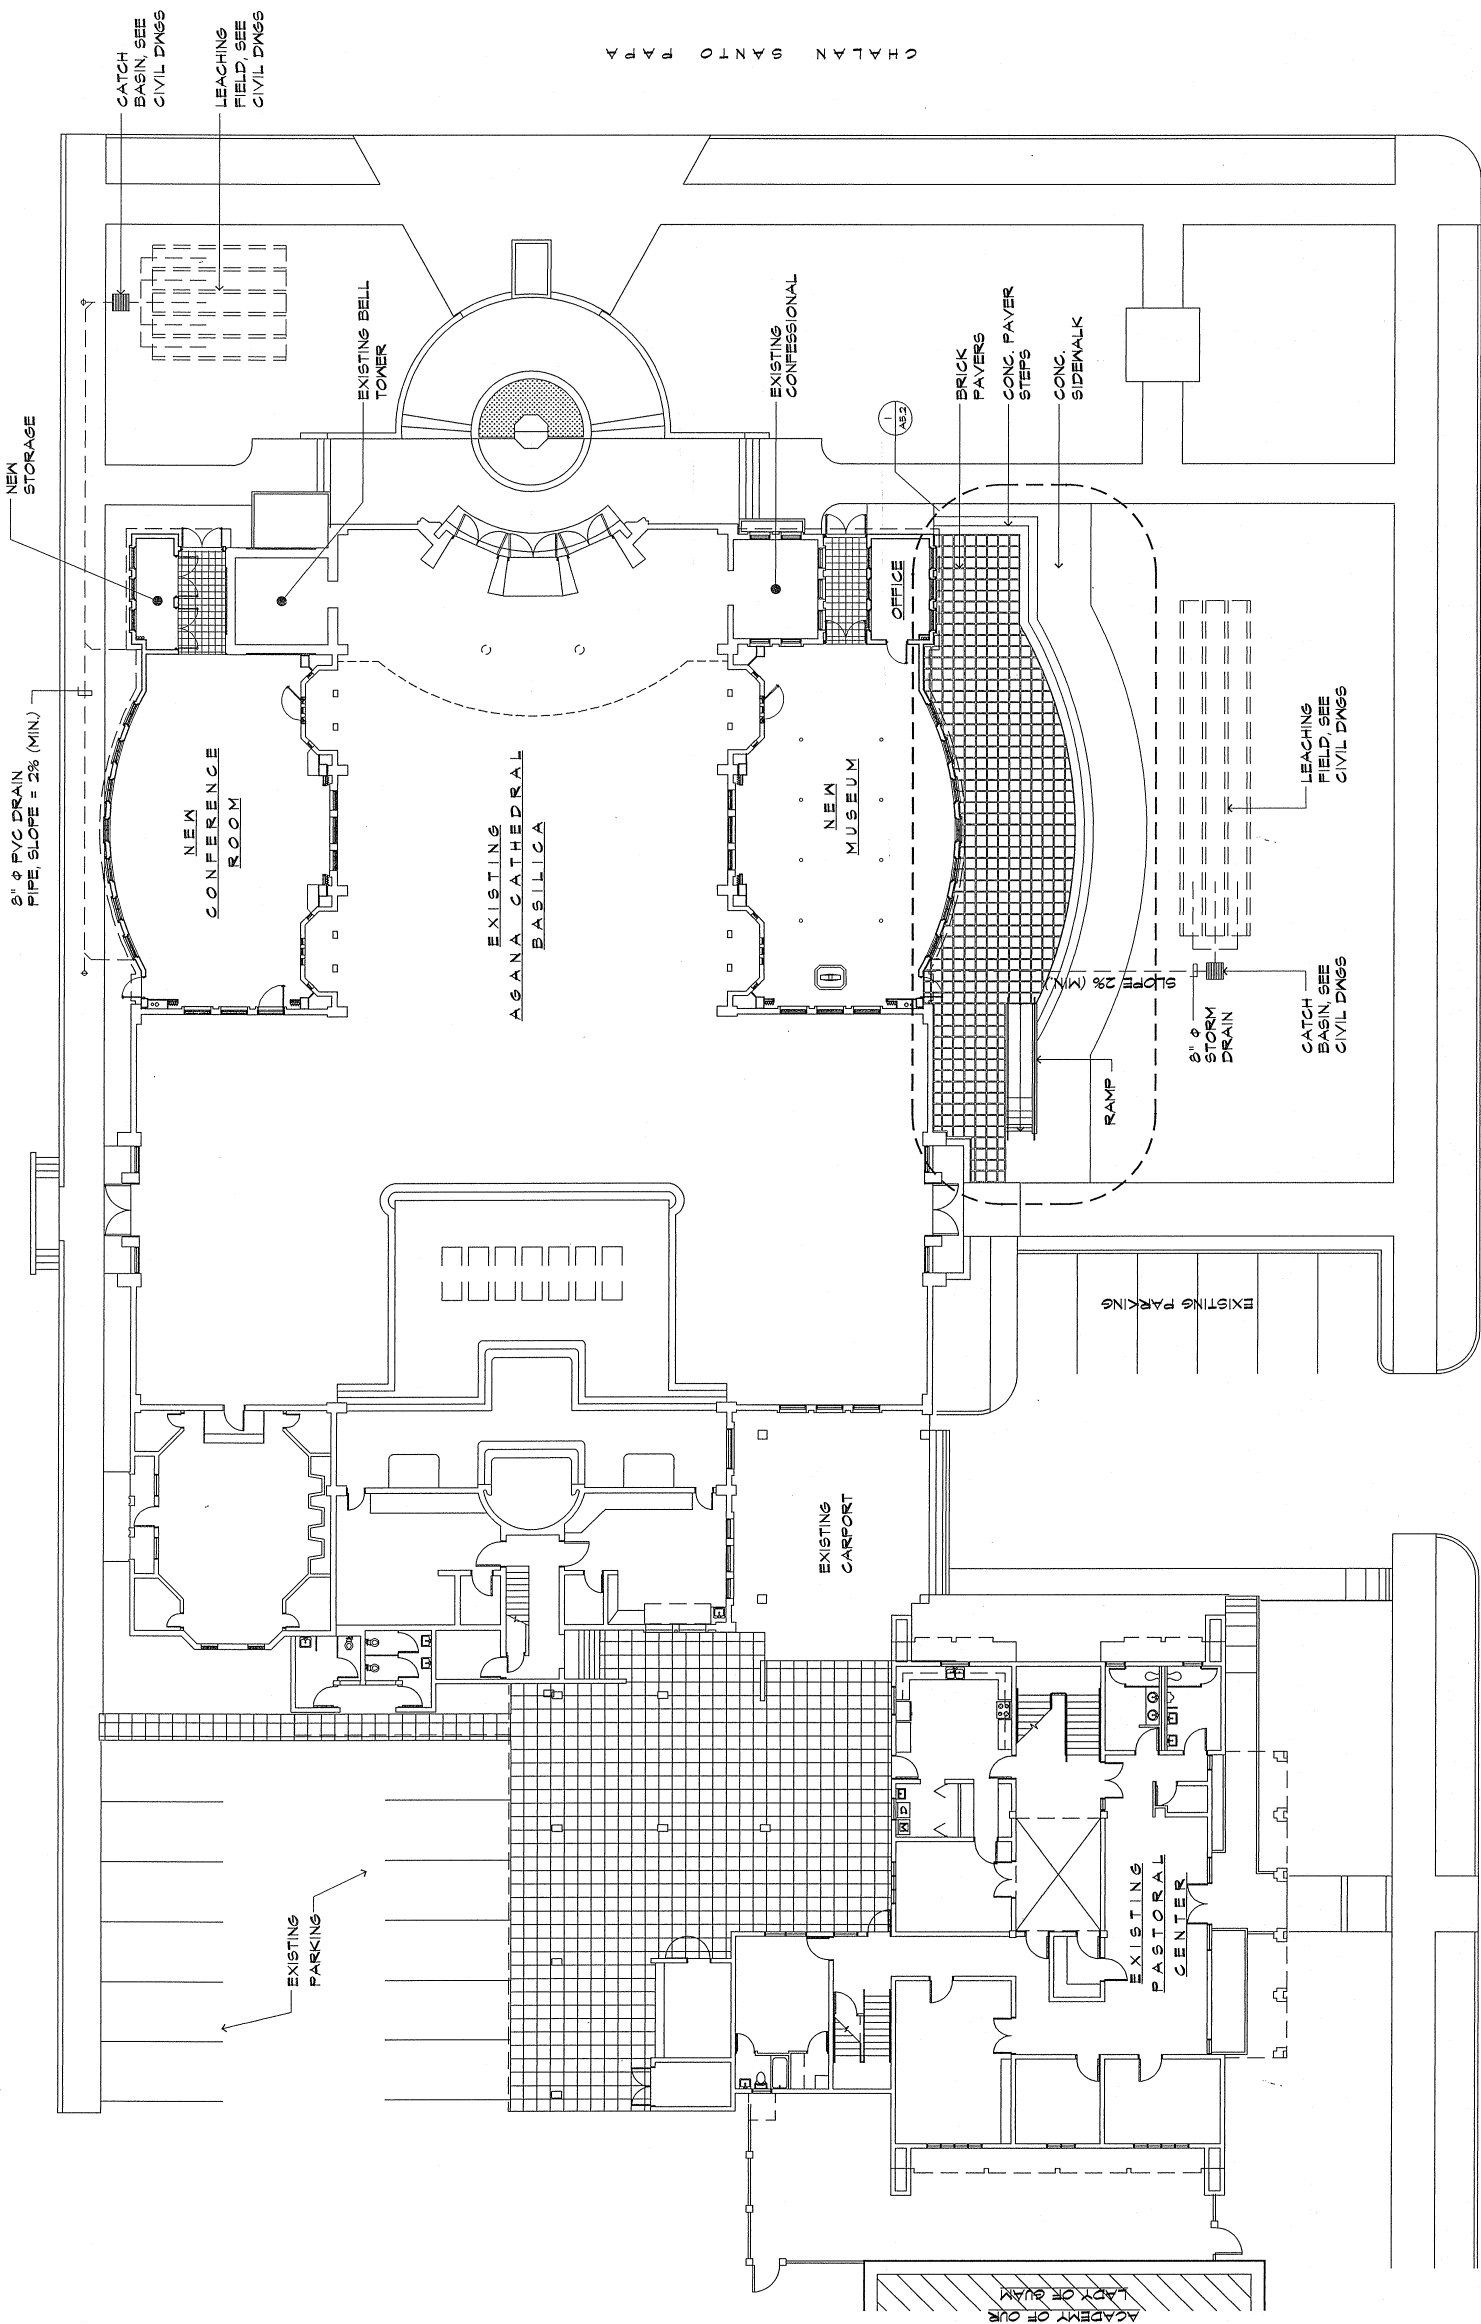 CHALAN SANTO PAPA
CATCH
BASIN, SEE
CIVIL DWGS
LEACHING
FIELD, SEE
CIVIL DWGS
NEW
STORAGE
EXISTING BELL
TOWER
EXISTING
CONFESSIONAL
1
A5.2
BRICK
PAVERS
CONC. PAVER
STEPS
CONC.
SIDEWALK
OFFICE
8" Φ PVC DRAIN
PIPE, SLOPE = 2% (MIN.)
NEW
CONFERENCE
ROOM
EXISTING
AGANA CATHEDRAL
BASILICA
NEW
MUSEUM
LEACHING
FIELD, SEE
CIVIL DWGS
SLOPE 2% (MIN.)
8" Φ
STORM
DRAIN
CATCH
BASIN, SEE
CIVIL DWGS
RAMP
EXISTING PARKING
EXISTING
CARPORT
EXISTING
PARKING
W
D
EXISTING
PASTORAL
CENTER
ACADEMY OF OUR
LADY OF GUAM